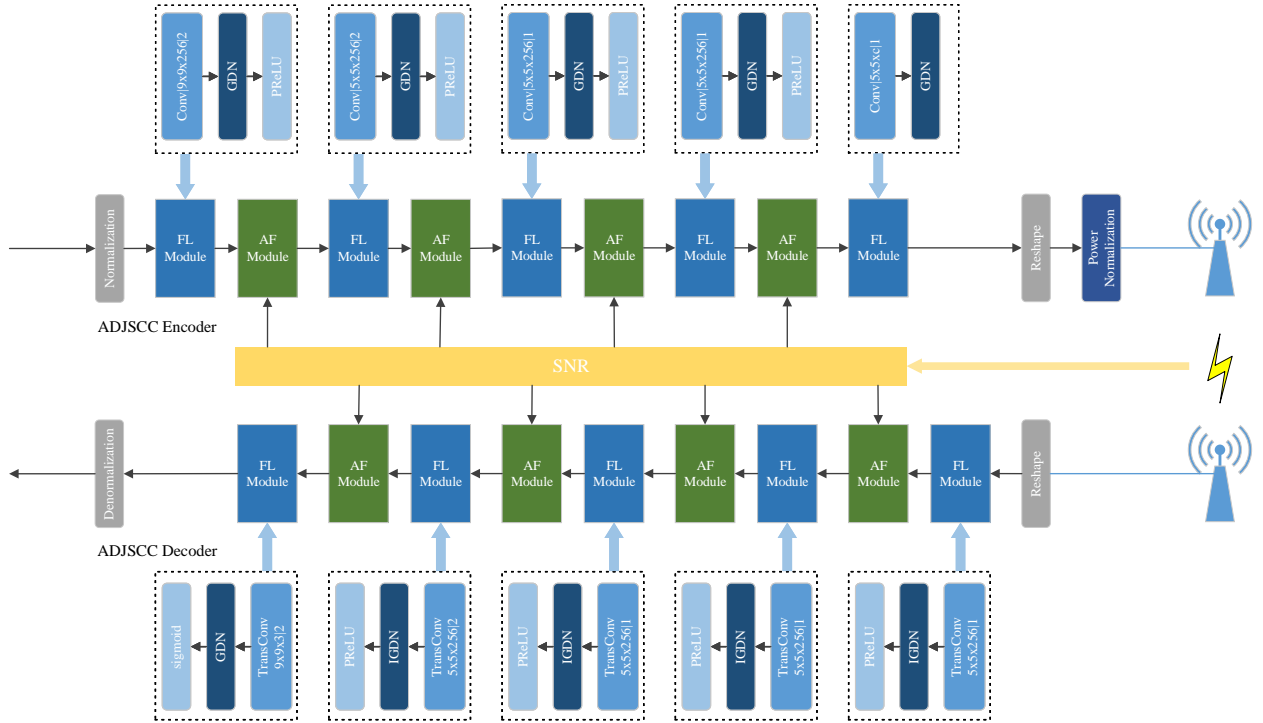 Conv|9x9x256|2
GDN
PReLU
Conv|5x5x256|2
GDN
PReLU
Conv|5x5x256|1
GDN
PReLU
Conv|5x5x256|1
GDN
PReLU
Conv|5x5xc|1
GDN
Normalization
FL
Module
AF
Module
FL
Module
AF
Module
FL
Module
AF
Module
FL
Module
AF
Module
FL
Module
Reshape
Power
Normalization
ADJSCC Encoder
SNR
Denormalization
FL
Module
AF
Module
FL
Module
AF
Module
FL
Module
AF
Module
FL
Module
AF
Module
FL
Module
Reshape
ADJSCC Decoder
sigmoid
GDN
TransConv
9x9x3|2
PReLU
IGDN
TransConv
5x5x256|2
PReLU
IGDN
TransConv
5x5x256|1
PReLU
IGDN
TransConv
5x5x256|1
PReLU
IGDN
TransConv
5x5x256|1